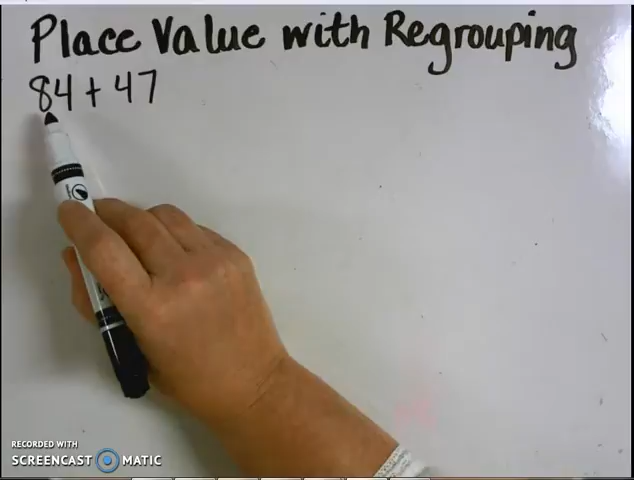 Place Value with Regrouping
84 + 47
RECORDED WITH
SCREENCAST MATIC